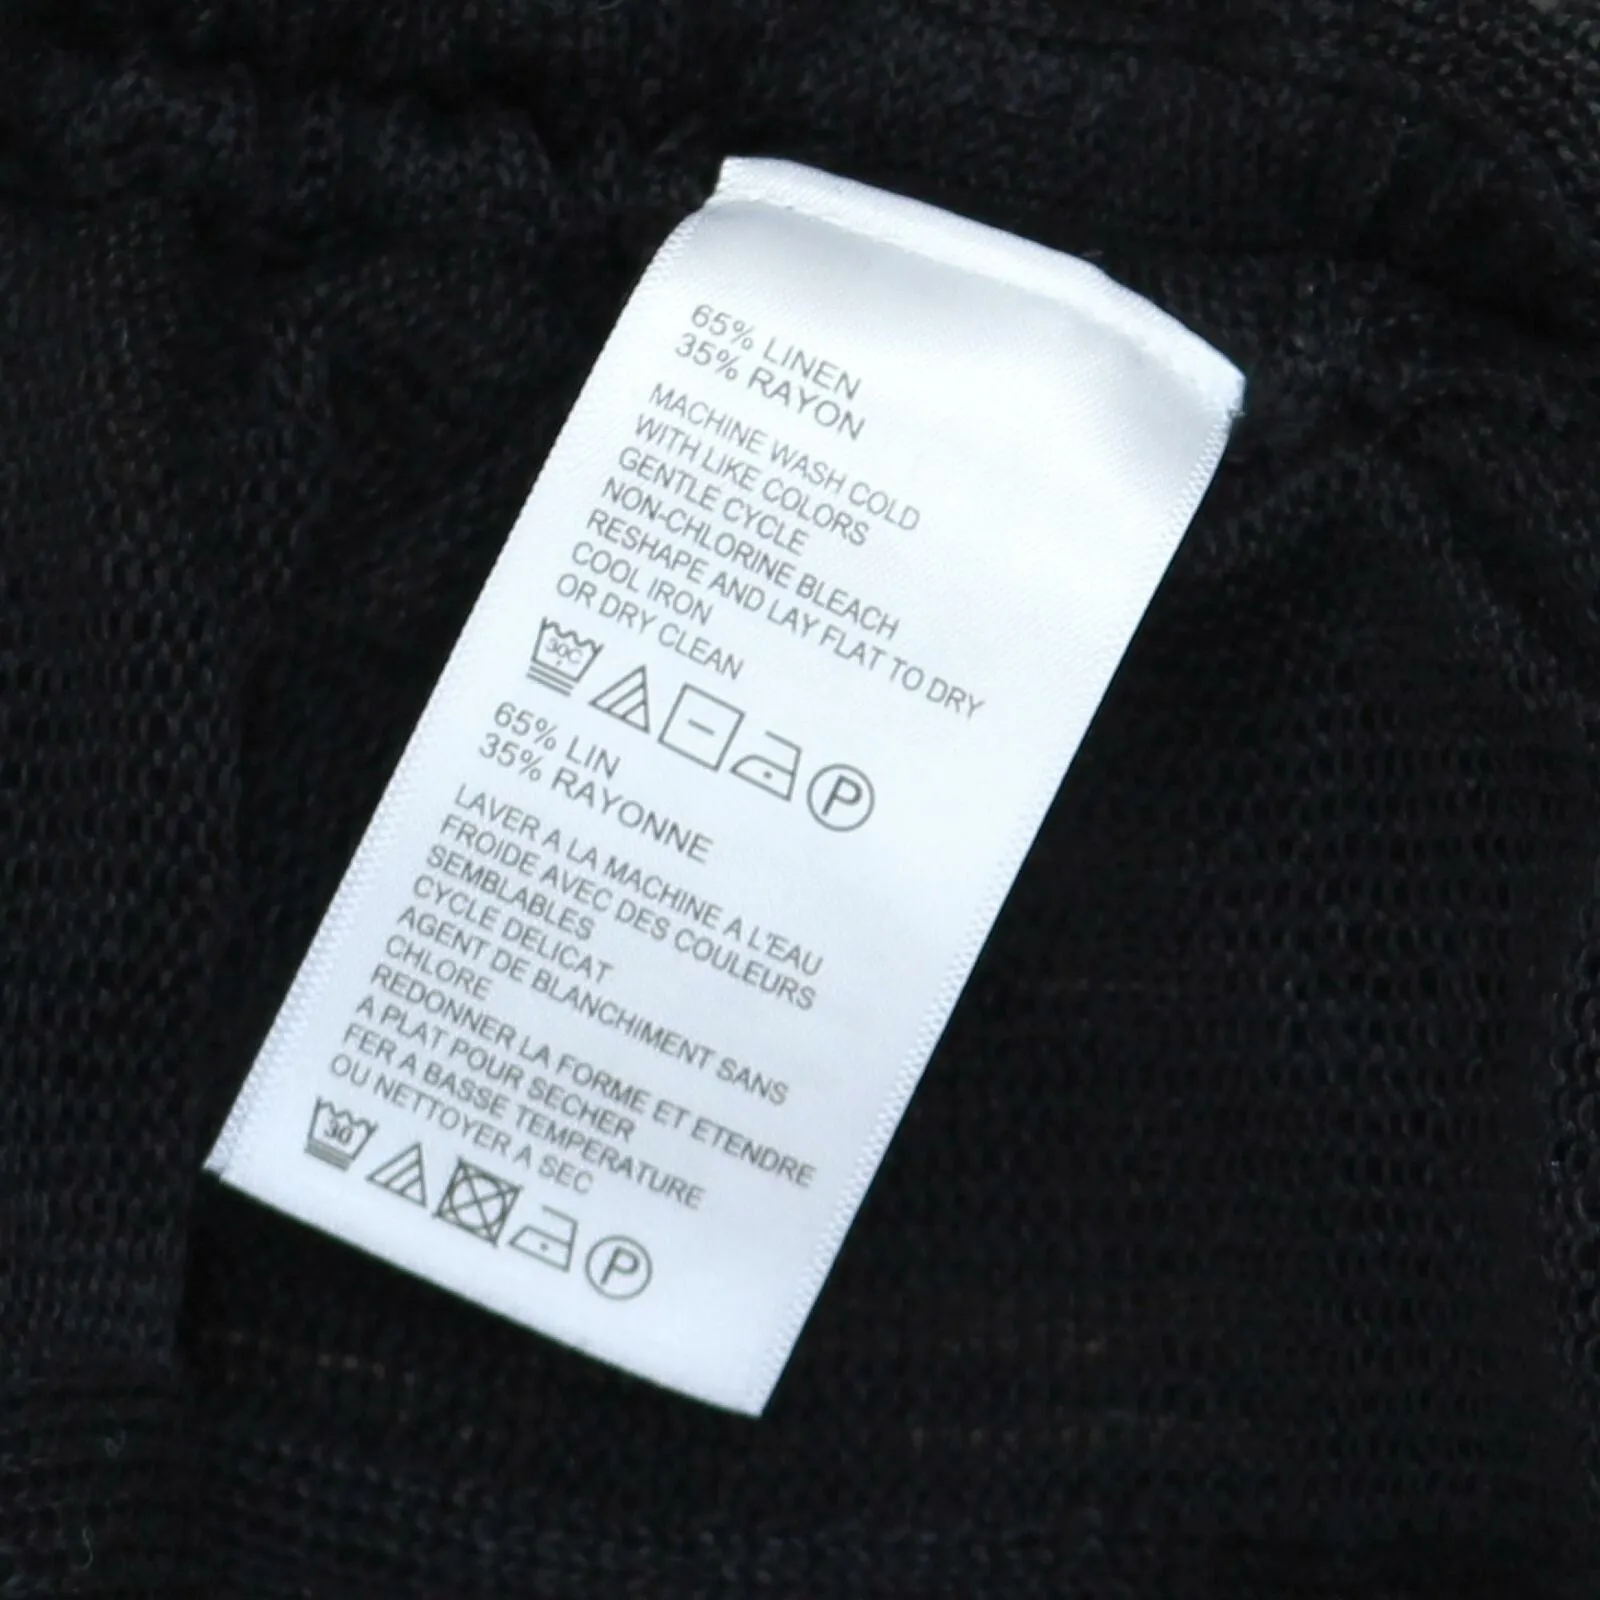 65% LINEN
35% RAYON
MACHINE WASH COLD
WITH LIKE COLORS
GENTLE CYCLE
NON-CHLORINE BLEACH
RESHAPE AND LAY FLAT TO DRY
COOL IRON
OR DRY CLEAN
30C P
65% LIN
35% RAYONNE
LAVER A LA MACHINE A L'EAU
FROIDE AVEC DES COULEURS
SEMBLABLES
CYCLE DELICAT
AGENT DE BLANCHIMENT SANS
CHLORE
REDONNER LA FORME ET ETENDRE
A PLAT POUR SECHER
FER A BASSE TEMPERATURE
OU NETTOYER A SEC
30 P